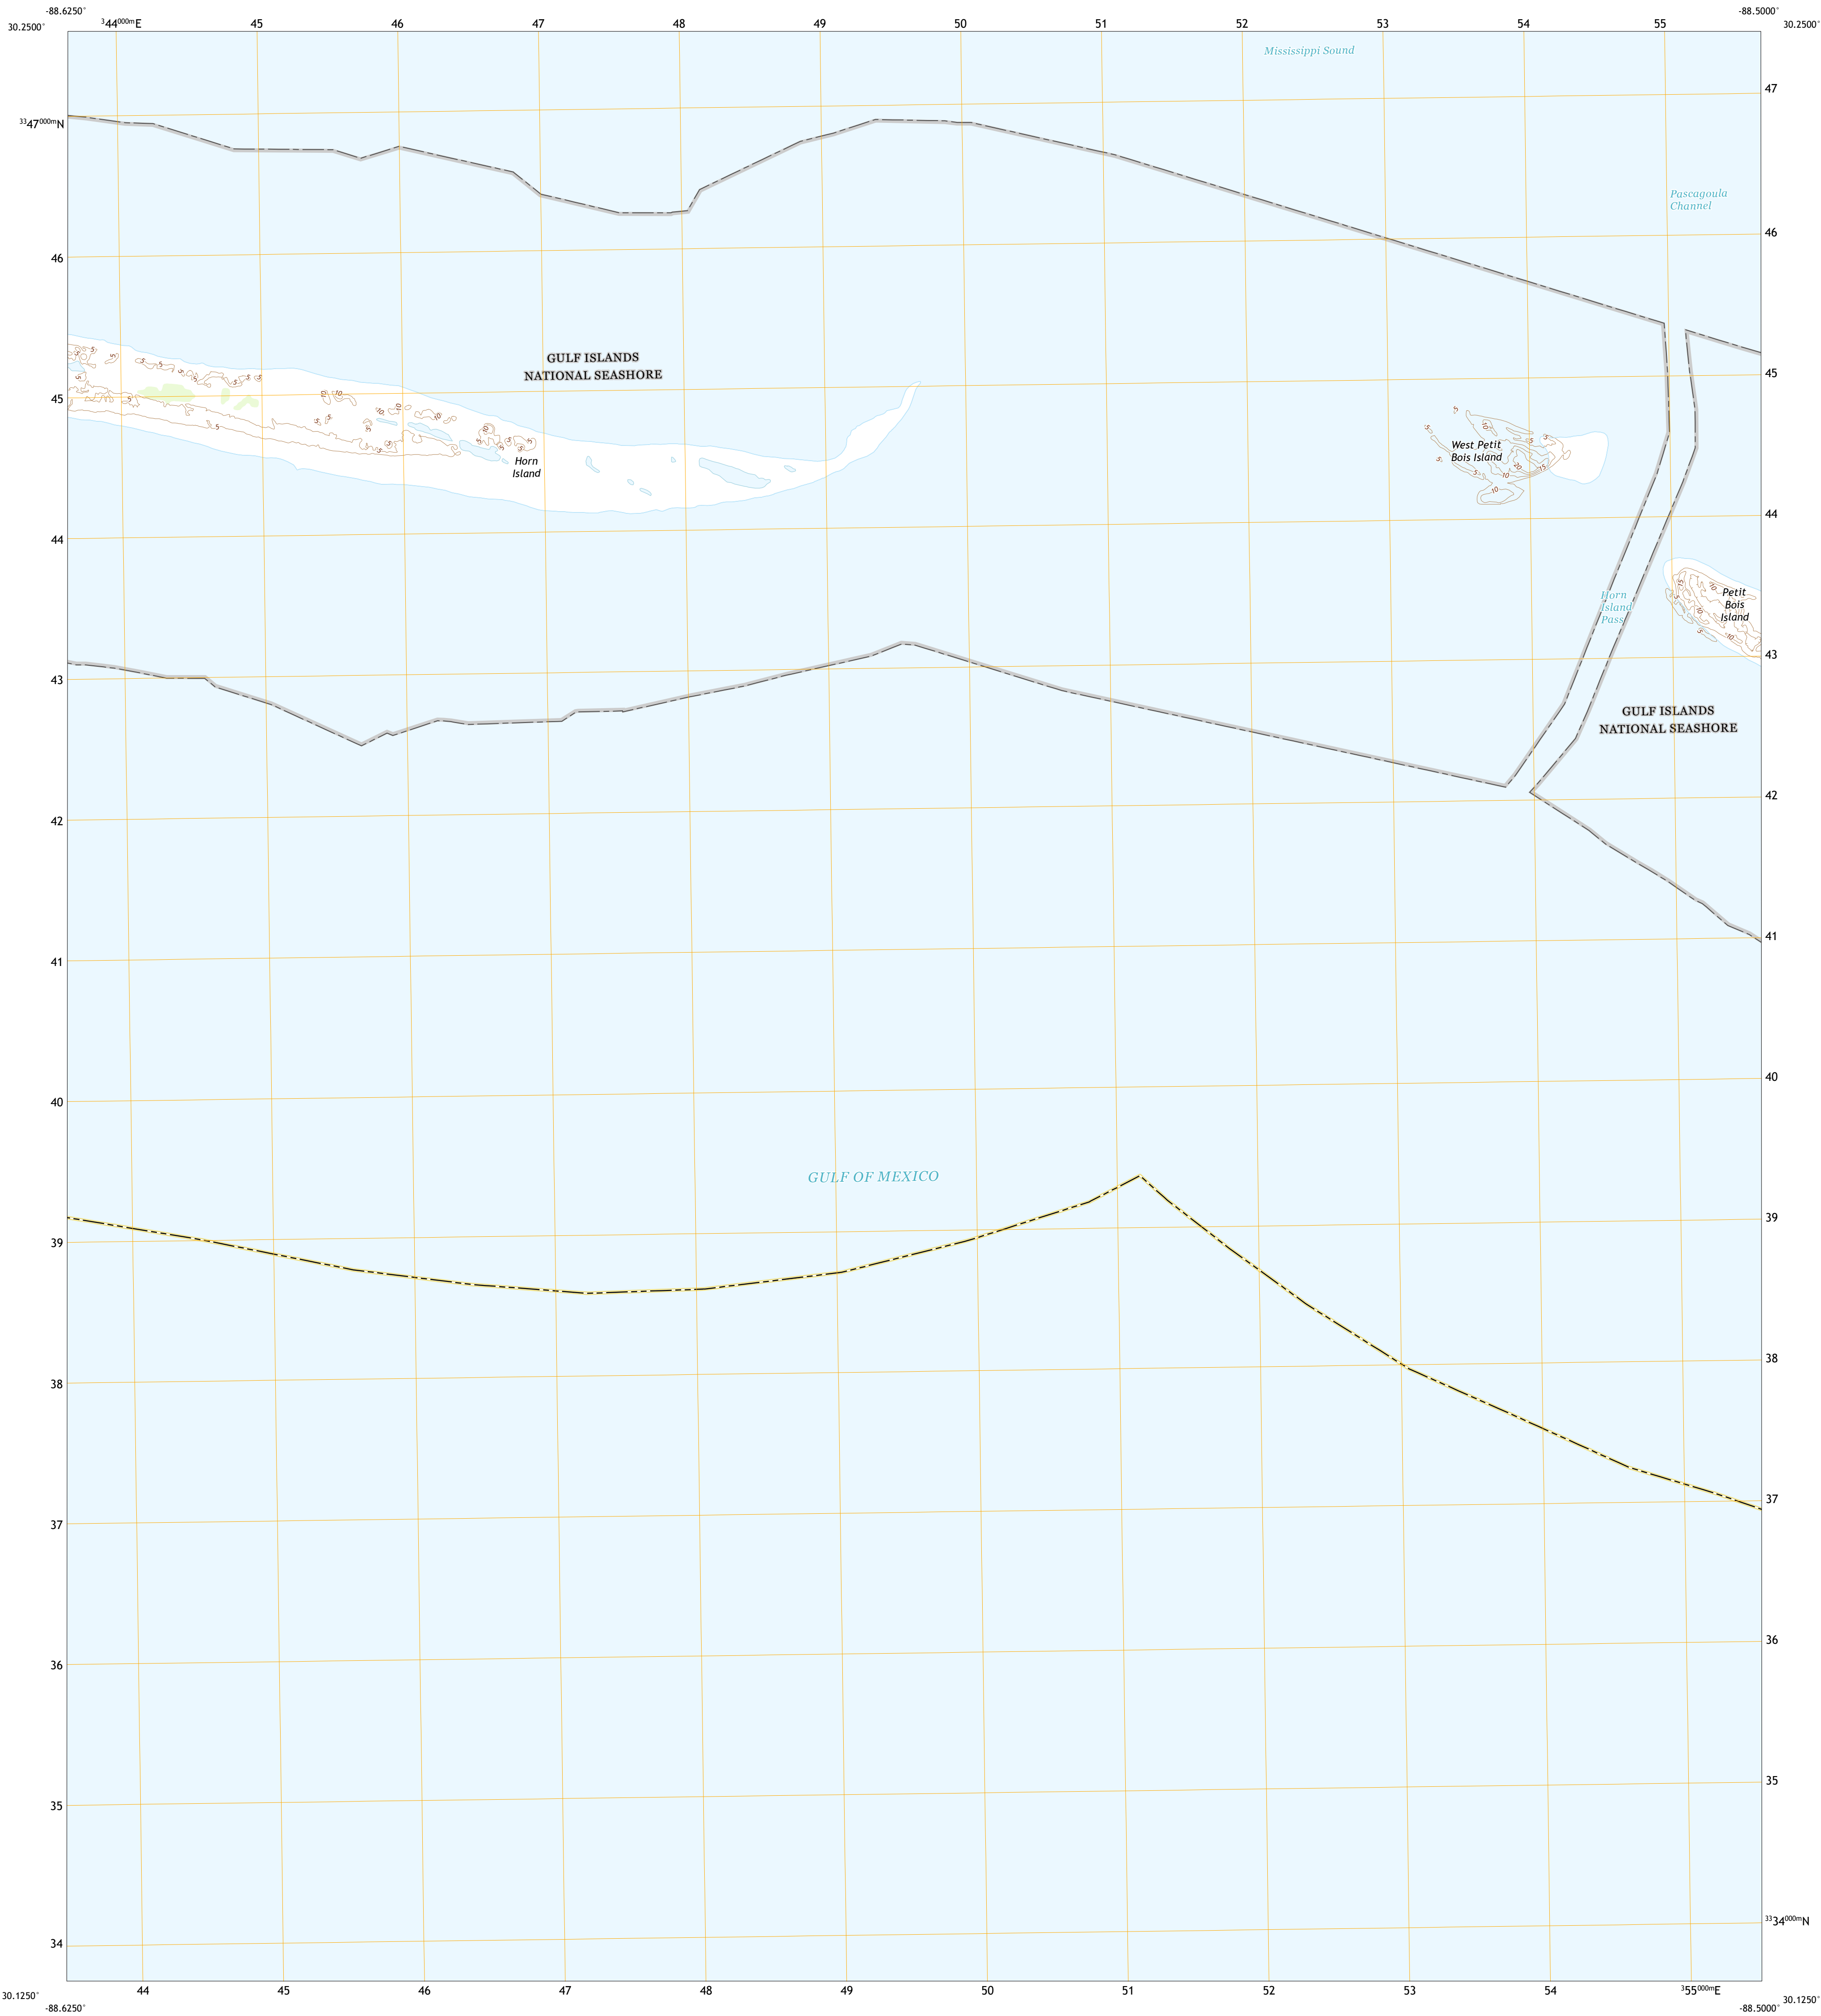 -88.6250°
-88.5000°
30.2500°
³44⁰⁰⁰ᵐE
45
46
47
48
49
50
51
52
53
54
55
30.2500°
Mississippi Sound
47
³³47⁰⁰⁰ᵐN
Pascagoula
Channel
46
46
GULF ISLANDS
NATIONAL SEASHORE
45
45
West Petit
Bois Island
Horn
Island
44
44
Horn
Island
Pass
Petit
Bois
Island
43
43
GULF ISLANDS
NATIONAL SEASHORE
42
42
41
41
40
40
GULF OF MEXICO
39
39
38
38
37
37
36
36
35
35
³³34⁰⁰⁰ᵐN
34
30.1250°
44
45
46
47
48
49
50
51
52
53
54
³55⁰⁰⁰ᵐE
30.1250°
-88.6250°
-88.5000°